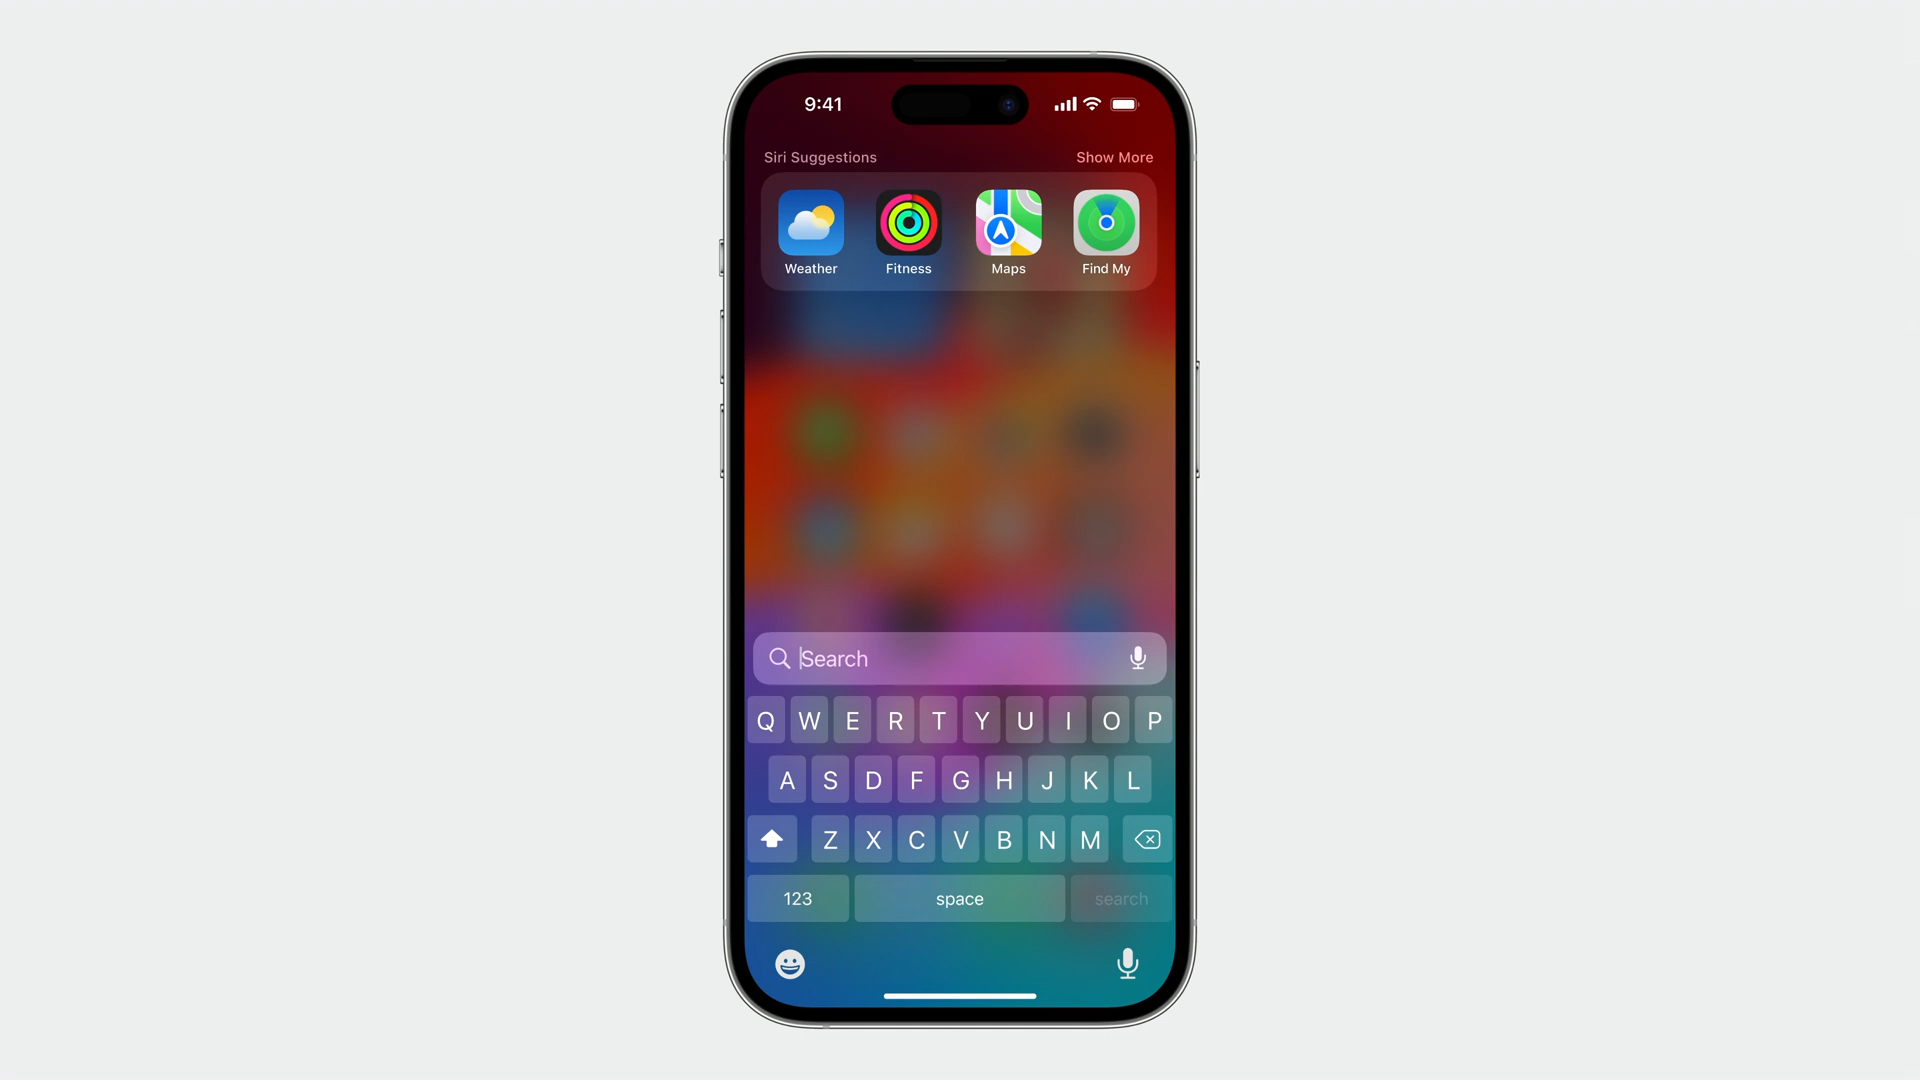 9:41
Siri Suggestions Show More
Weather Fitness Maps Find My
Search
Q W E R T Y U I O P
A S D F G H J K L
Z X C V B N M
123 space search